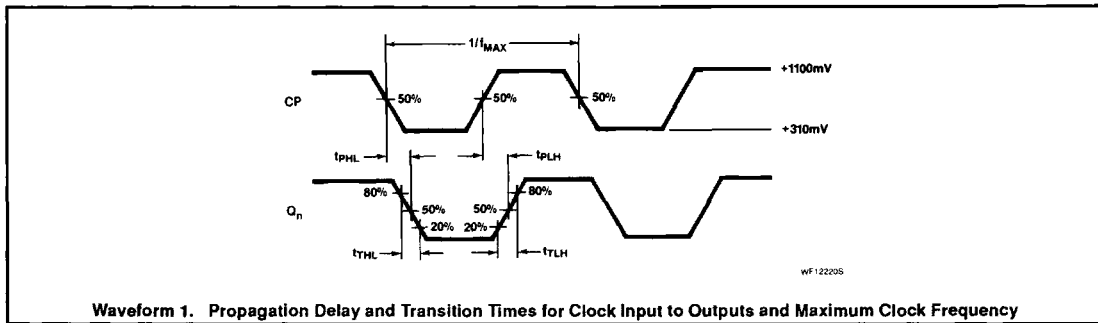 1/fMAX
+1100mV
CP
50%
50%
50%
+310mV
tPHL
tPLH
80%
80%
Qn
50%
50%
20%
20%
tTHL
tTLH
WF12220S
Waveform 1. Propagation Delay and Transition Times for Clock Input to Outputs and Maximum Clock Frequency